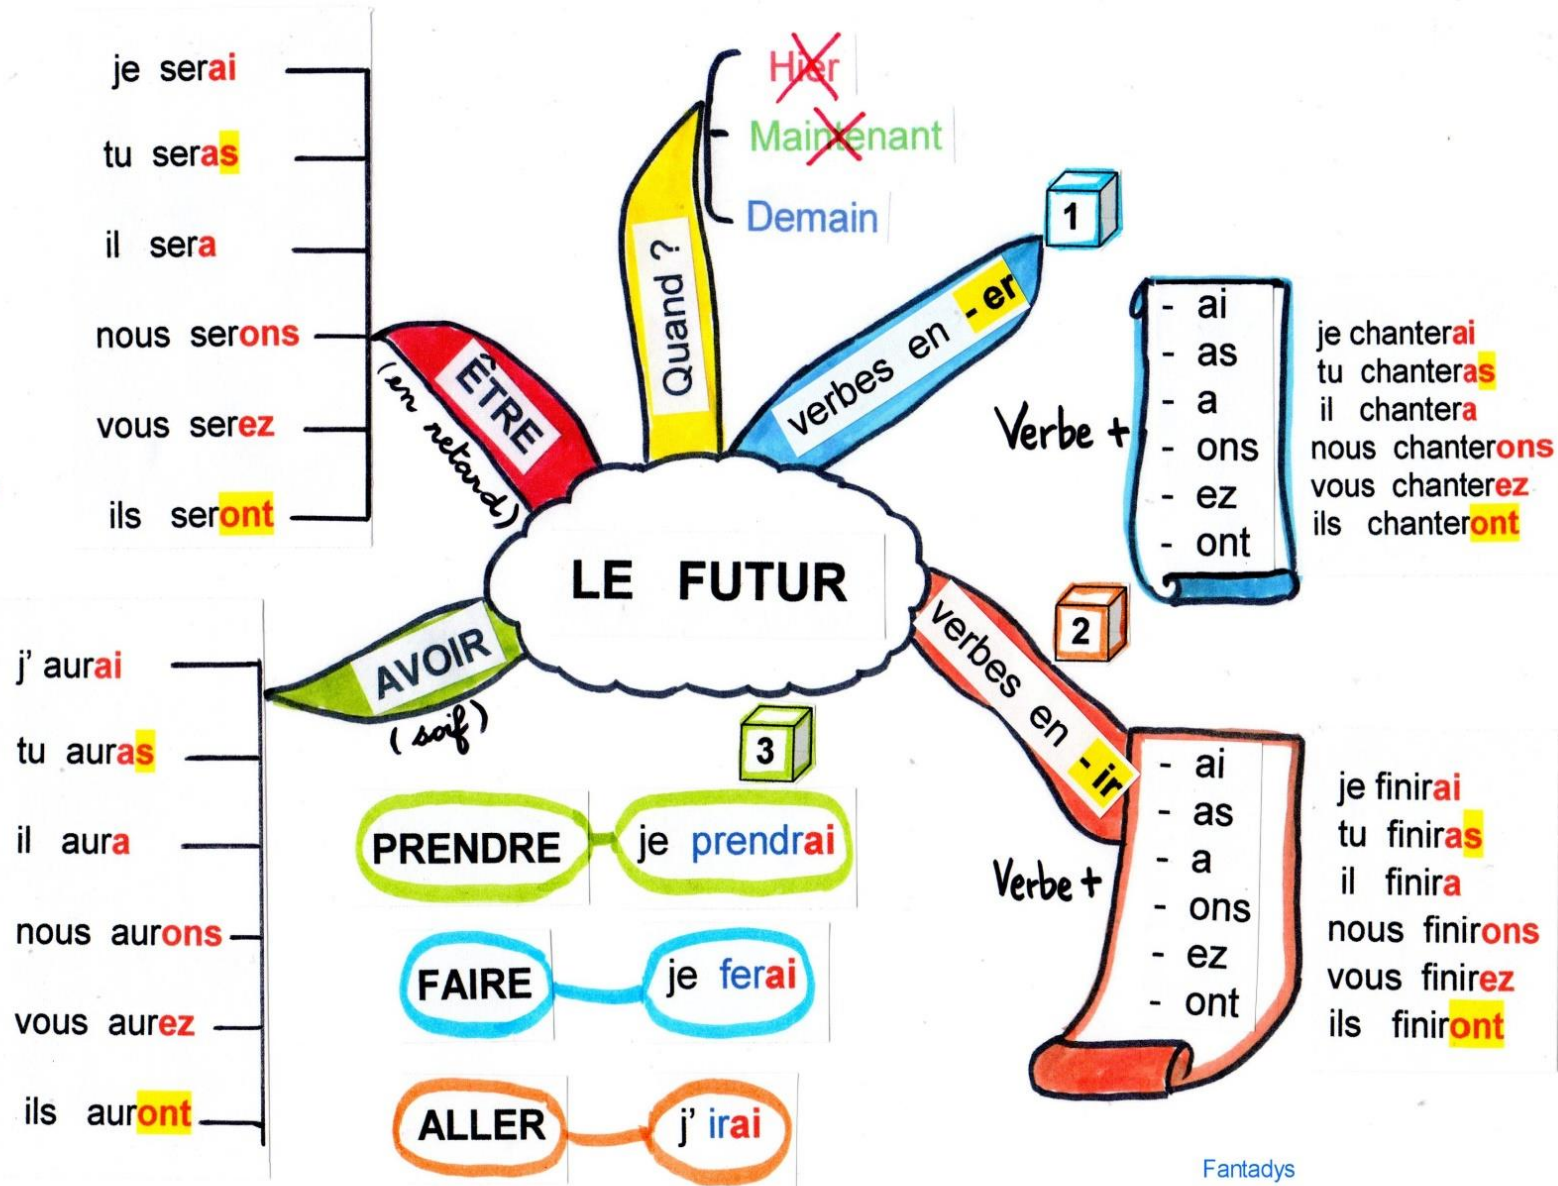 je serai
tu seras
il sera
nous serons
vous serez
ils seront
ÊTRE
(en retard)
Quand ?
Hier
Maintenant
Demain
verbes en - er
1
Verbe +
- ai
- as
- a
- ons
- ez
- ont
je chanterai
tu chanteras
il chantera
nous chanterons
vous chanterez
ils chanteront
LE FUTUR
AVOIR
(soif)
j' aurai
tu auras
il aura
nous aurons
vous aurez
ils auront
verbes en - ir
2
Verbe +
- ai
- as
- a
- ons
- ez
- ont
je finirai
tu finiras
il finira
nous finirons
vous finirez
ils finiront
3
PRENDRE je prendrai
FAIRE je ferai
ALLER j' irai
Fantadys